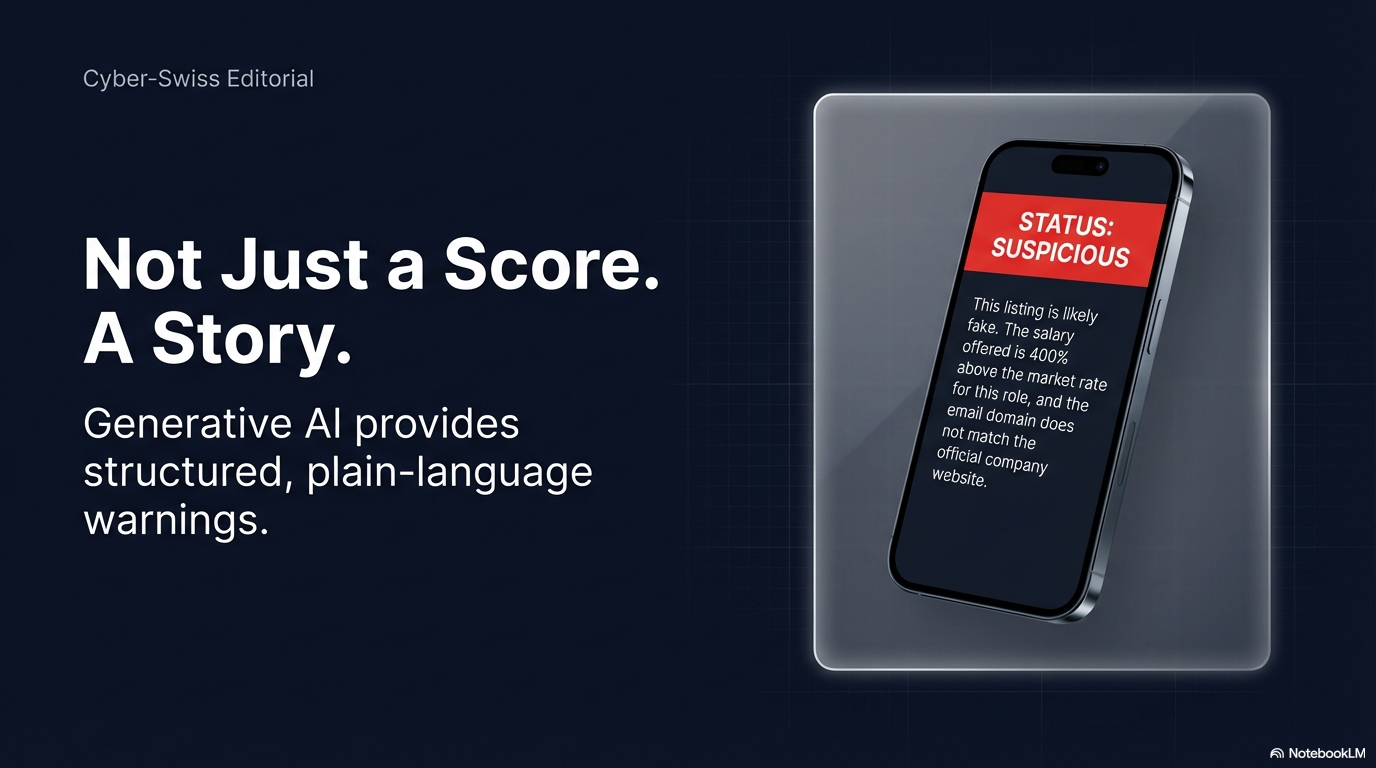 Cyber-Swiss Editorial
Not Just a Score.
A Story.
Generative AI provides
structured, plain-language
warnings.
STATUS:
SUSPICIOUS
This listing is likely
fake. The salary
offered is 400%
above the market rate
for this role, and the
email domain does
not match the
official company
website.
NotebookLM